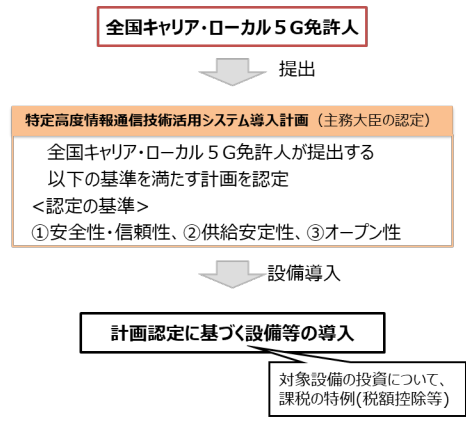 全国キャリア・ローカル５Ｇ免許人
提出
特定高度情報通信技術活用システム導入計画（主務大臣の認定）
全国キャリア・ローカル５Ｇ免許人が提出する
以下の基準を満たす計画を認定
<認定の基準>
①安全性・信頼性、②供給安定性、③オープン性
設備導入
計画認定に基づく設備等の導入
対象設備の投資について、
課税の特例(税額控除等)